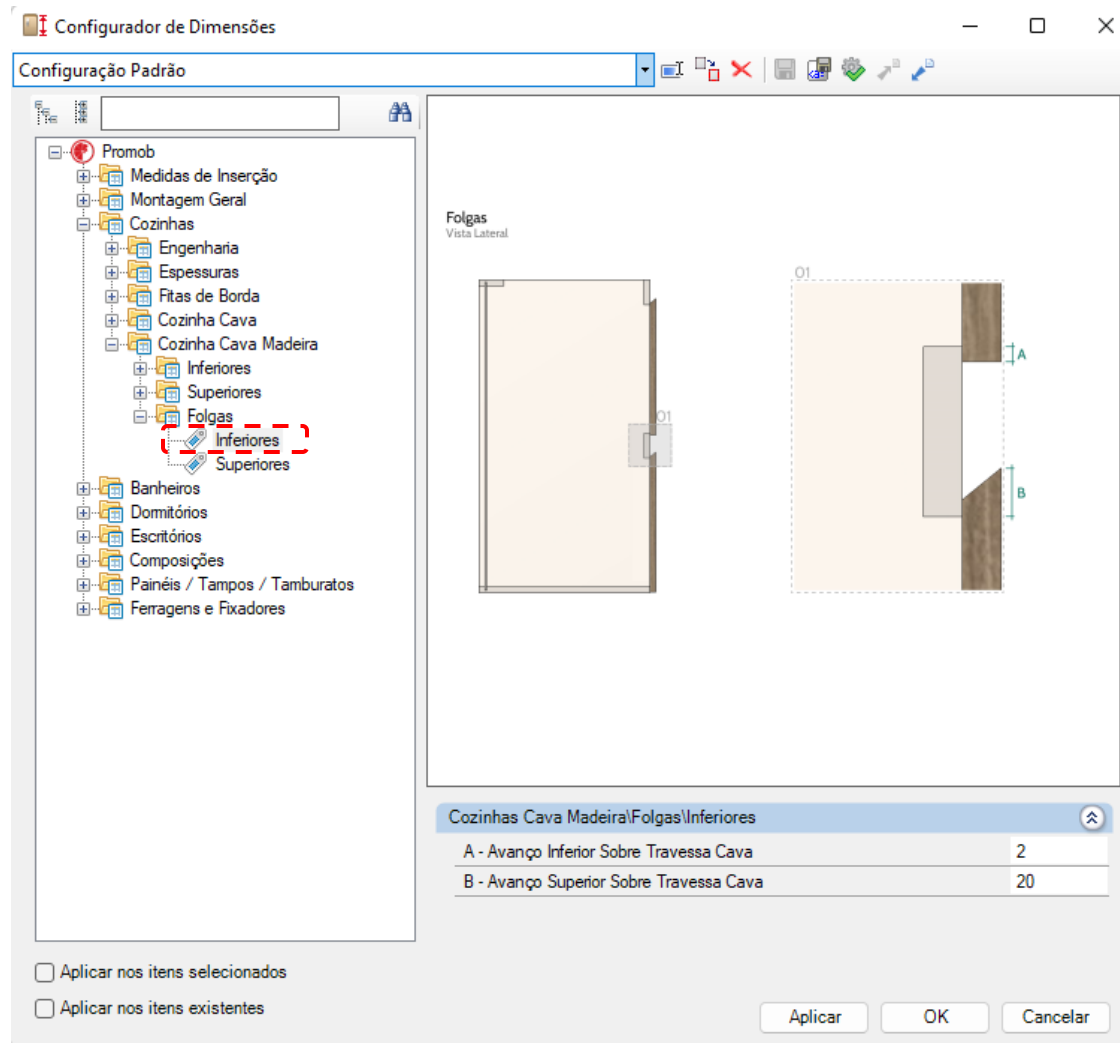 Configurador de Dimensões
Configuração Padrão
Promob
Medidas de Inserção
Montagem Geral
Cozinhas
Engenharia
Espessuras
Fitas de Borda
Cozinha Cava
Cozinha Cava Madeira
Inferiores
Superiores
Folgas
Inferiores
Superiores
Banheiros
Dormitórios
Escritórios
Composições
Painéis / Tampos / Tamburatos
Ferragens e Fixadores
Folgas
Vista Lateral
01
01
A
B
Cozinhas Cava Madeira\Folgas\Inferiores
A - Avanço Inferior Sobre Travessa Cava 2
B - Avanço Superior Sobre Travessa Cava 20
Aplicar nos itens selecionados
Aplicar nos itens existentes
Aplicar OK Cancelar